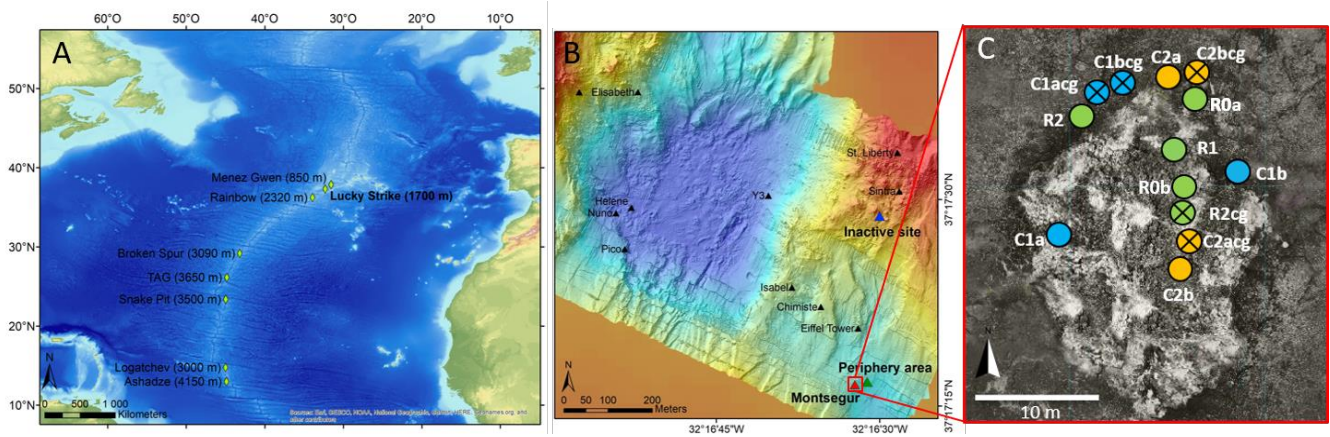 A
60°O
50°O
40°O
30°O
20°O
10°O
50°N
40°N
30°N
20°N
10°N
Menez Gwen (850 m)
Lucky Strike (1700 m)
Rainbow (2320 m)
Broken Spur (3090 m)
TAG (3650 m)
Snake Pit (3500 m)
Logatchev (3000 m)
Ashadze (4150 m)
N
0 500 1 000
Kilometers
B
Elisabeth
St. Liberty
Sintra
Y3
Helene
Nuno
Inactive site
Pico
Isabel
Chimiste
Eiffel Tower
Periphery area
Montsegur
N
0 50 100 200
Meters
37°17'30"N
37°17'15"N
32°16'45"W
32°16'30"W
C
C1bcg
C2a
C2bcg
C1acg
R0a
R2
R1
C1b
R0b
R2cg
C1a
C2acg
C2b
N
10 m